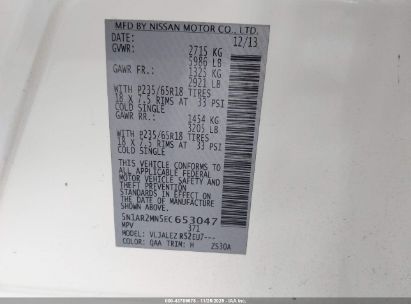 MFD BY NISSAN MOTOR CO., LTD.
DATE: 12/13
GVWR: 2715 KG
5986 LB
GAWR FR.: 1325 KG
2921 LB
WITH P235/65R18 TIRES
18 X 7.5 RIMS AT 33 PSI
COLD SINGLE
GAWR RR.: 1454 KG
3205 LB
WITH P235/65R18 TIRES
18 X 7.5 RIMS AT 33 PSI
COLD SINGLE
THIS VEHICLE CONFORMS TO ALL
APPLICABLE FEDERAL MOTOR
VEHICLE SAFETY STANDARDS IN
EFFECT ON THE DATE OF
MANUFACTURE SHOWN ABOVE.
5N1AR2MN5EC653047
MPV 371
MODEL: VLJALEZ R52EU7---
COLOR: QAA TRIM: H 2530A